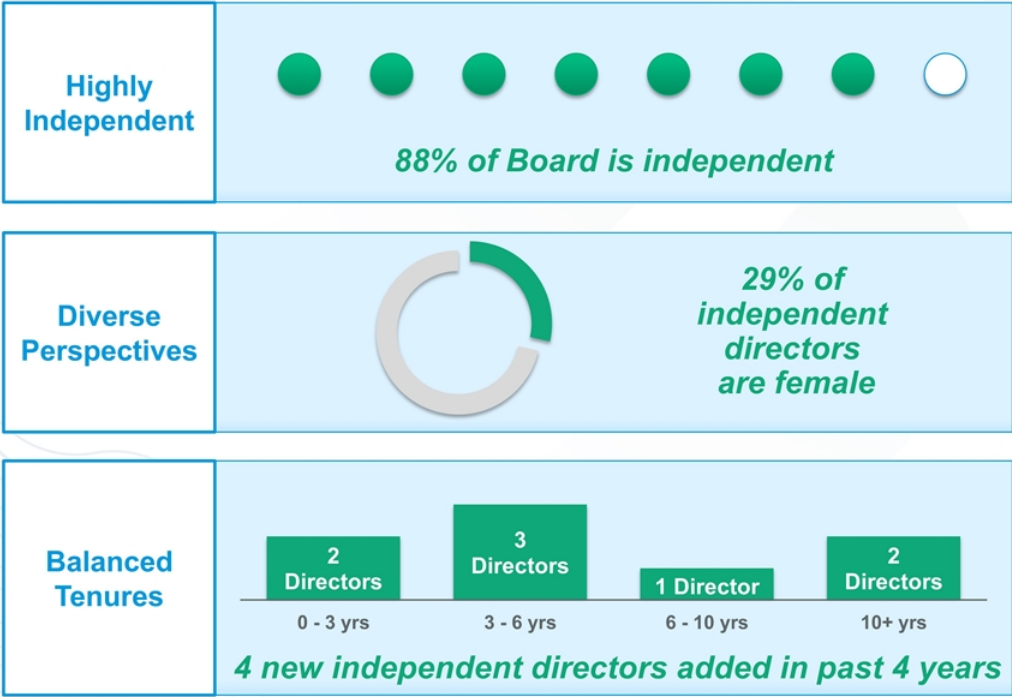 Highly
Independent
88% of Board is independent
Diverse
Perspectives
29% of
independent
directors
are female
Balanced
Tenures
2
Directors
3
Directors
1 Director
2
Directors
0 - 3 yrs
3 - 6 yrs
6 - 10 yrs
10+ yrs
4 new independent directors added in past 4 years